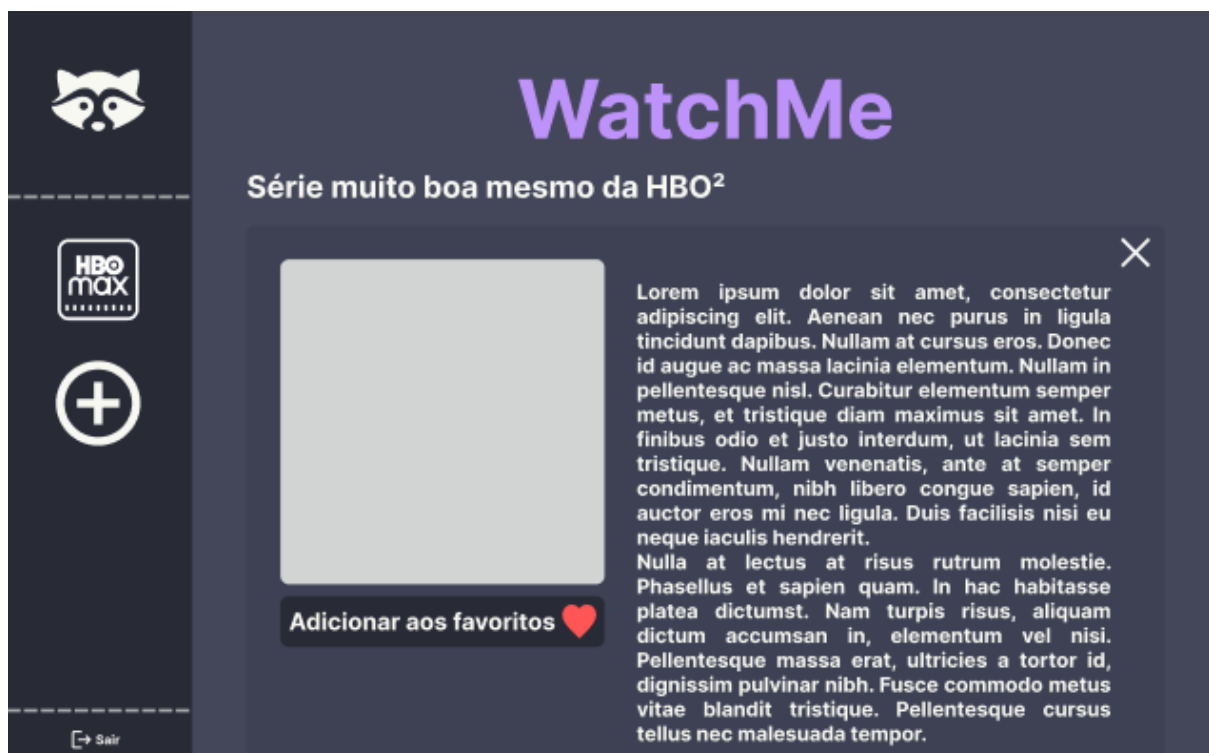 WatchMe
Série muito boa mesmo da HBO²
HBO
max
Lorem ipsum dolor sit amet, consectetur
adipiscing elit. Aenean nec purus in ligula
tincidunt dapibus. Nullam at cursus eros. Donec
id augue ac massa lacinia elementum. Nullam in
pellentesque nisl. Curabitur elementum semper
metus, et tristique diam maximus sit amet. In
finibus odio et justo interdum, ut lacinia sem
tristique. Nullam venenatis, ante at semper
condimentum, nibh libero congue sapien, id
auctor eros mi nec ligula. Duis facilisis nisi eu
neque iaculis hendrerit.
Nulla at lectus at risus rutrum molestie.
Phasellus et sapien quam. In hac habitasse
platea dictumst. Nam turpis risus, aliquam
dictum accumsan in, elementum vel nisi.
Pellentesque massa erat, ultricies a tortor id,
dignissim pulvinar nibh. Fusce commodo metus
vitae blandit tristique. Pellentesque cursus
tellus nec malesuada tempor.
Adicionar aos favoritos
Sair